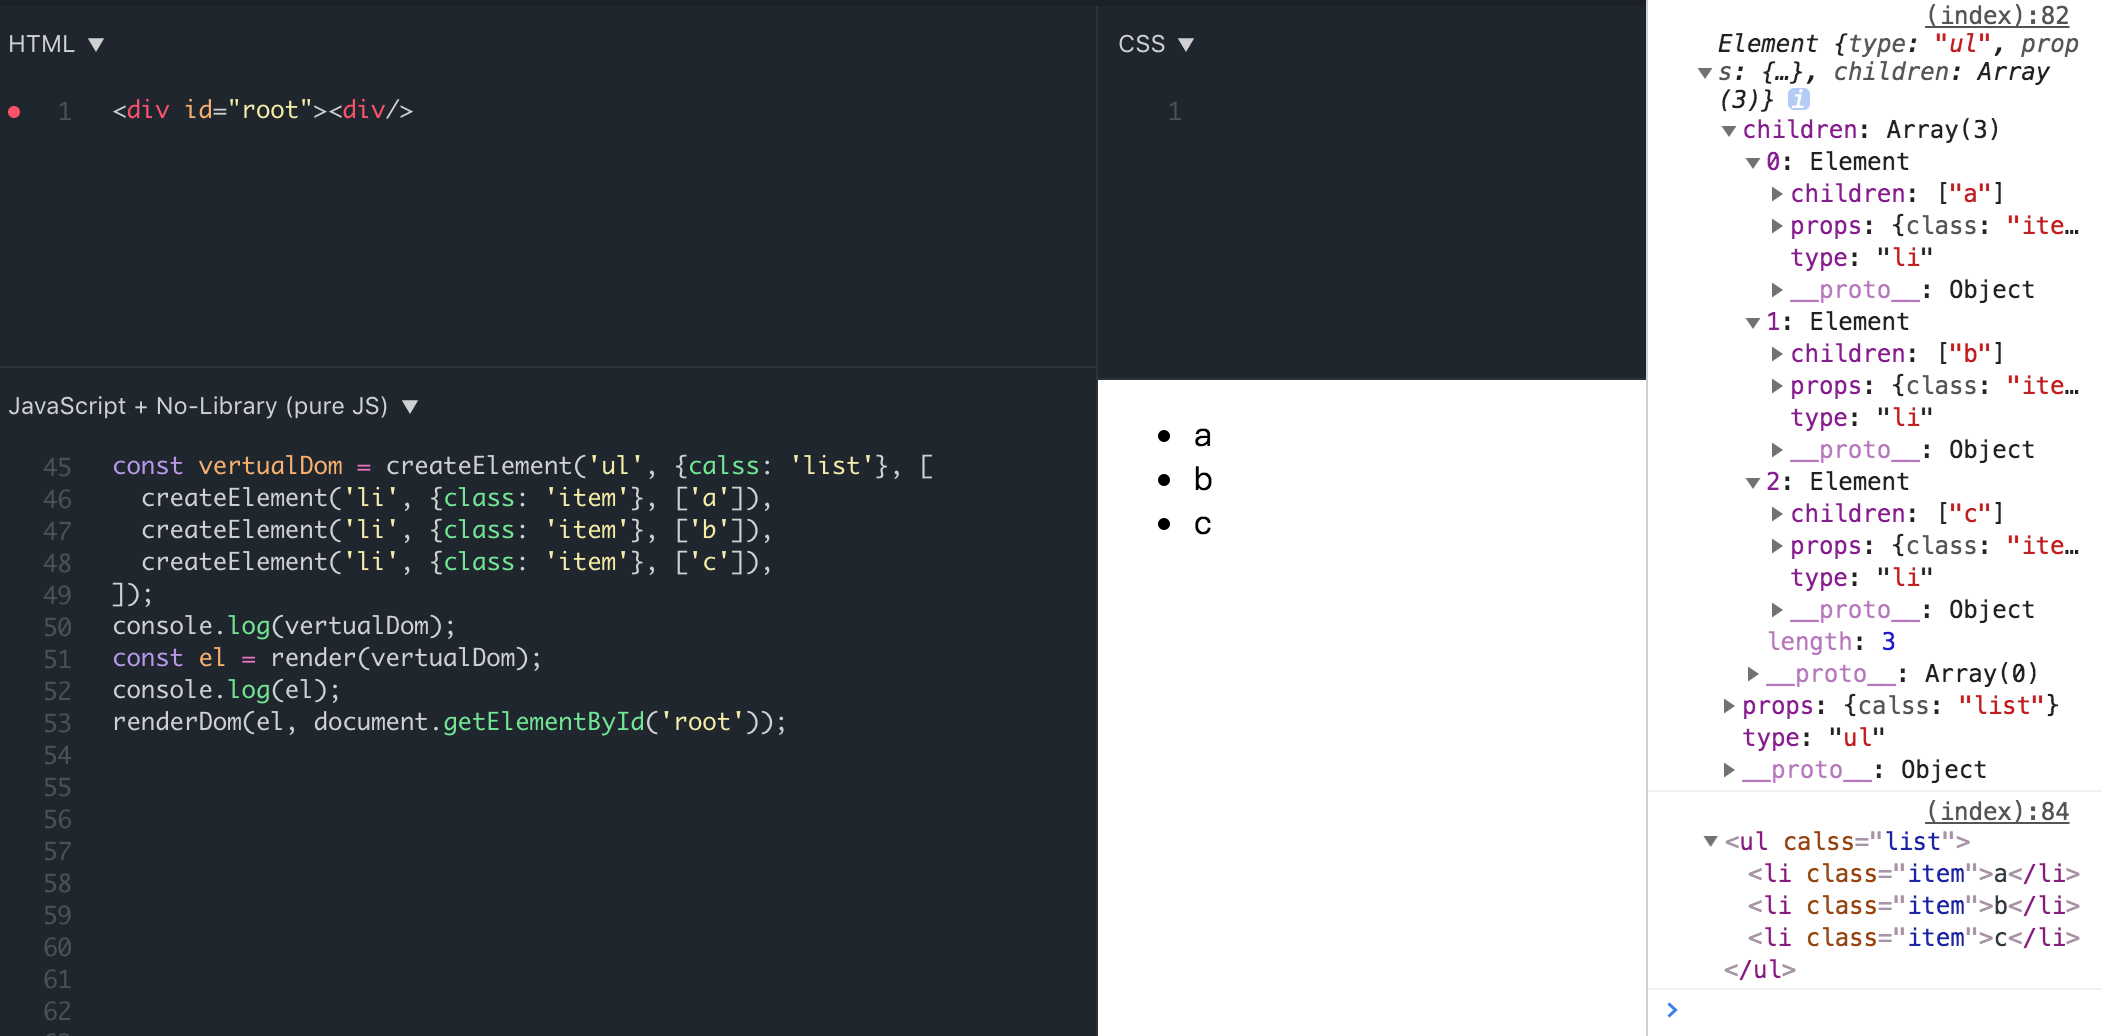 HTML ▼
1 <div id="root"><div/>
CSS ▼
1
JavaScript + No-Library (pure JS) ▼
45 const vertualDom = createElement('ul', {calss: 'list'}, [
46 createElement('li', {class: 'item'}, ['a']),
47 createElement('li', {class: 'item'}, ['b']),
48 createElement('li', {class: 'item'}, ['c']),
49 ]);
50 console.log(vertualDom);
51 const el = render(vertualDom);
52 console.log(el);
53 renderDom(el, document.getElementById('root'));
54
55
56
57
58
59
60
61
62
• a
• b
• c
(index):82
Element {type: "ul", prop
▼s: {…}, children: Array
(3)} i
▼children: Array(3)
▼0: Element
▶children: ["a"]
▶props: {class: "ite…
type: "li"
▶__proto__: Object
▼1: Element
▶children: ["b"]
▶props: {class: "ite…
type: "li"
▶__proto__: Object
▼2: Element
▶children: ["c"]
▶props: {class: "ite…
type: "li"
▶__proto__: Object
length: 3
▶__proto__: Array(0)
▶props: {calss: "list"}
type: "ul"
▶__proto__: Object
(index):84
▼<ul calss="list">
<li class="item">a</li>
<li class="item">b</li>
<li class="item">c</li>
</ul>
>